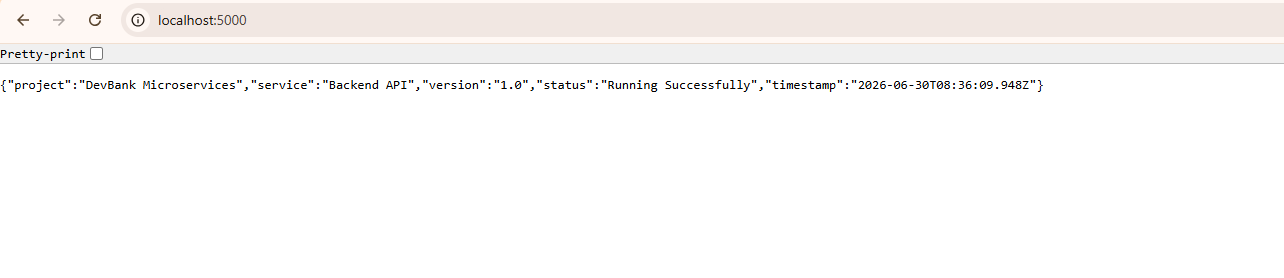 localhost:5000
Pretty-print
{"project":"DevBank Microservices","service":"Backend API","version":"1.0","status":"Running Successfully","timestamp":"2026-06-30T08:36:09.948Z"}